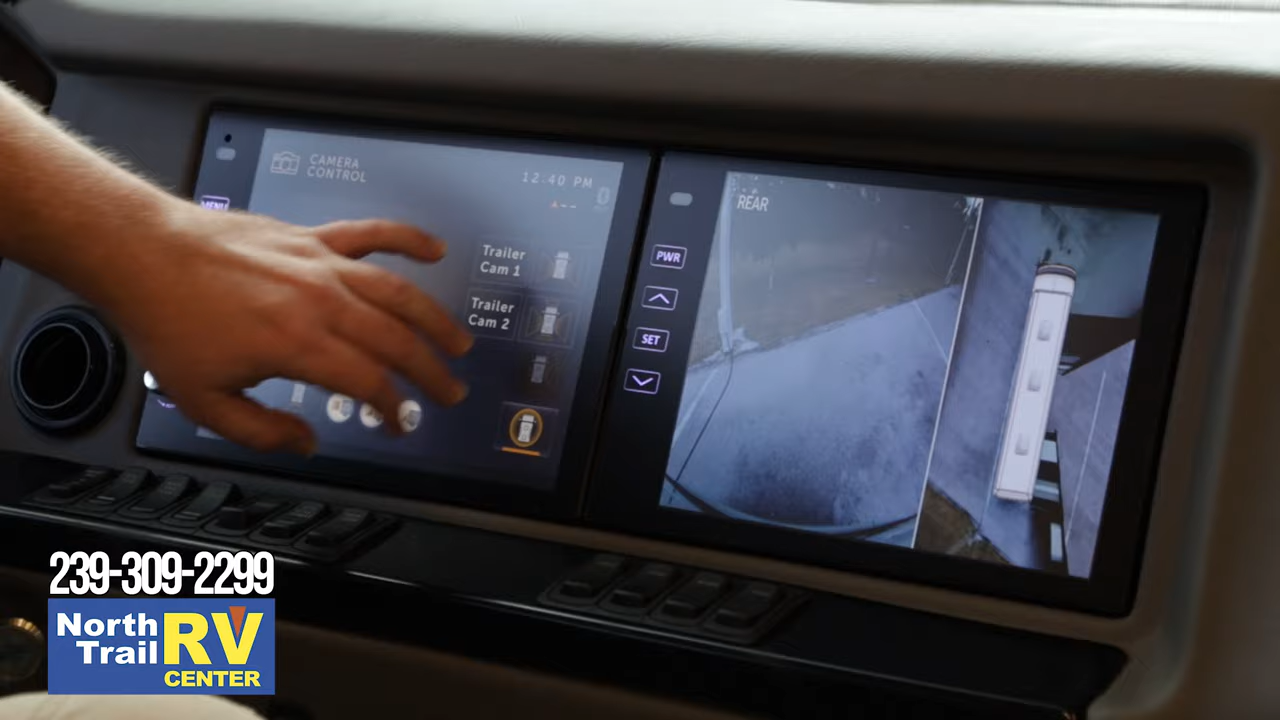 CAMERA
CONTROL
12:40 PM
MENU
Trailer
Cam 1
Trailer
Cam 2
REAR
PWR
SET
239-309-2299
North
Trail
RV
CENTER